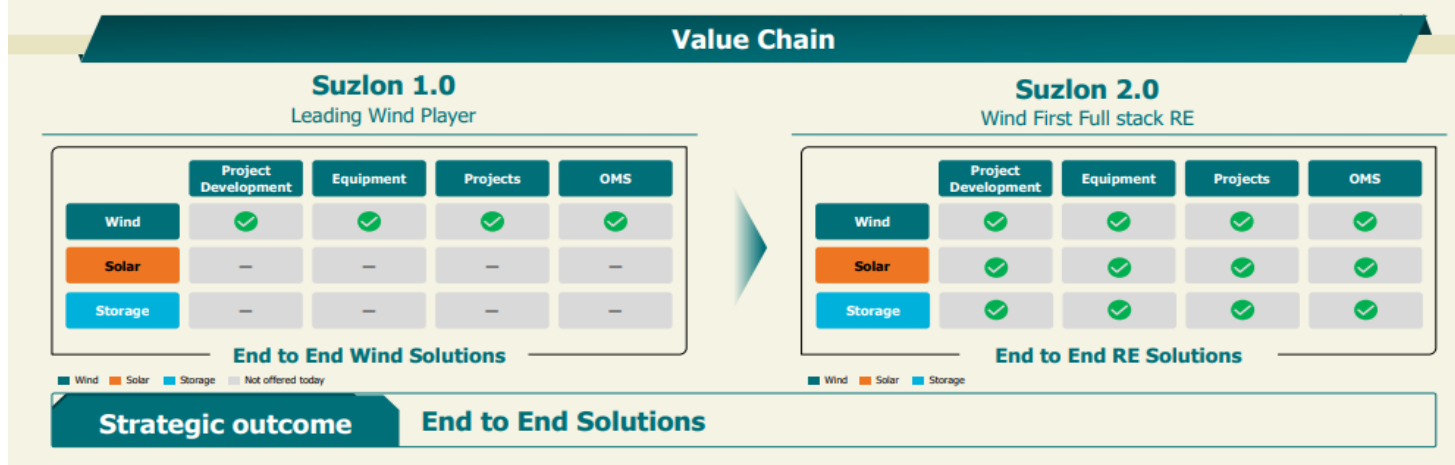 Value Chain
Suzlon 1.0
Leading Wind Player
Project Development Equipment Projects OMS
Wind
Solar — — — —
Storage — — — —
End to End Wind Solutions
Wind Solar Storage Not offered today
Suzlon 2.0
Wind First Full stack RE
Project Development Equipment Projects OMS
Wind
Solar
Storage
End to End RE Solutions
Wind Solar Storage
Strategic outcome End to End Solutions